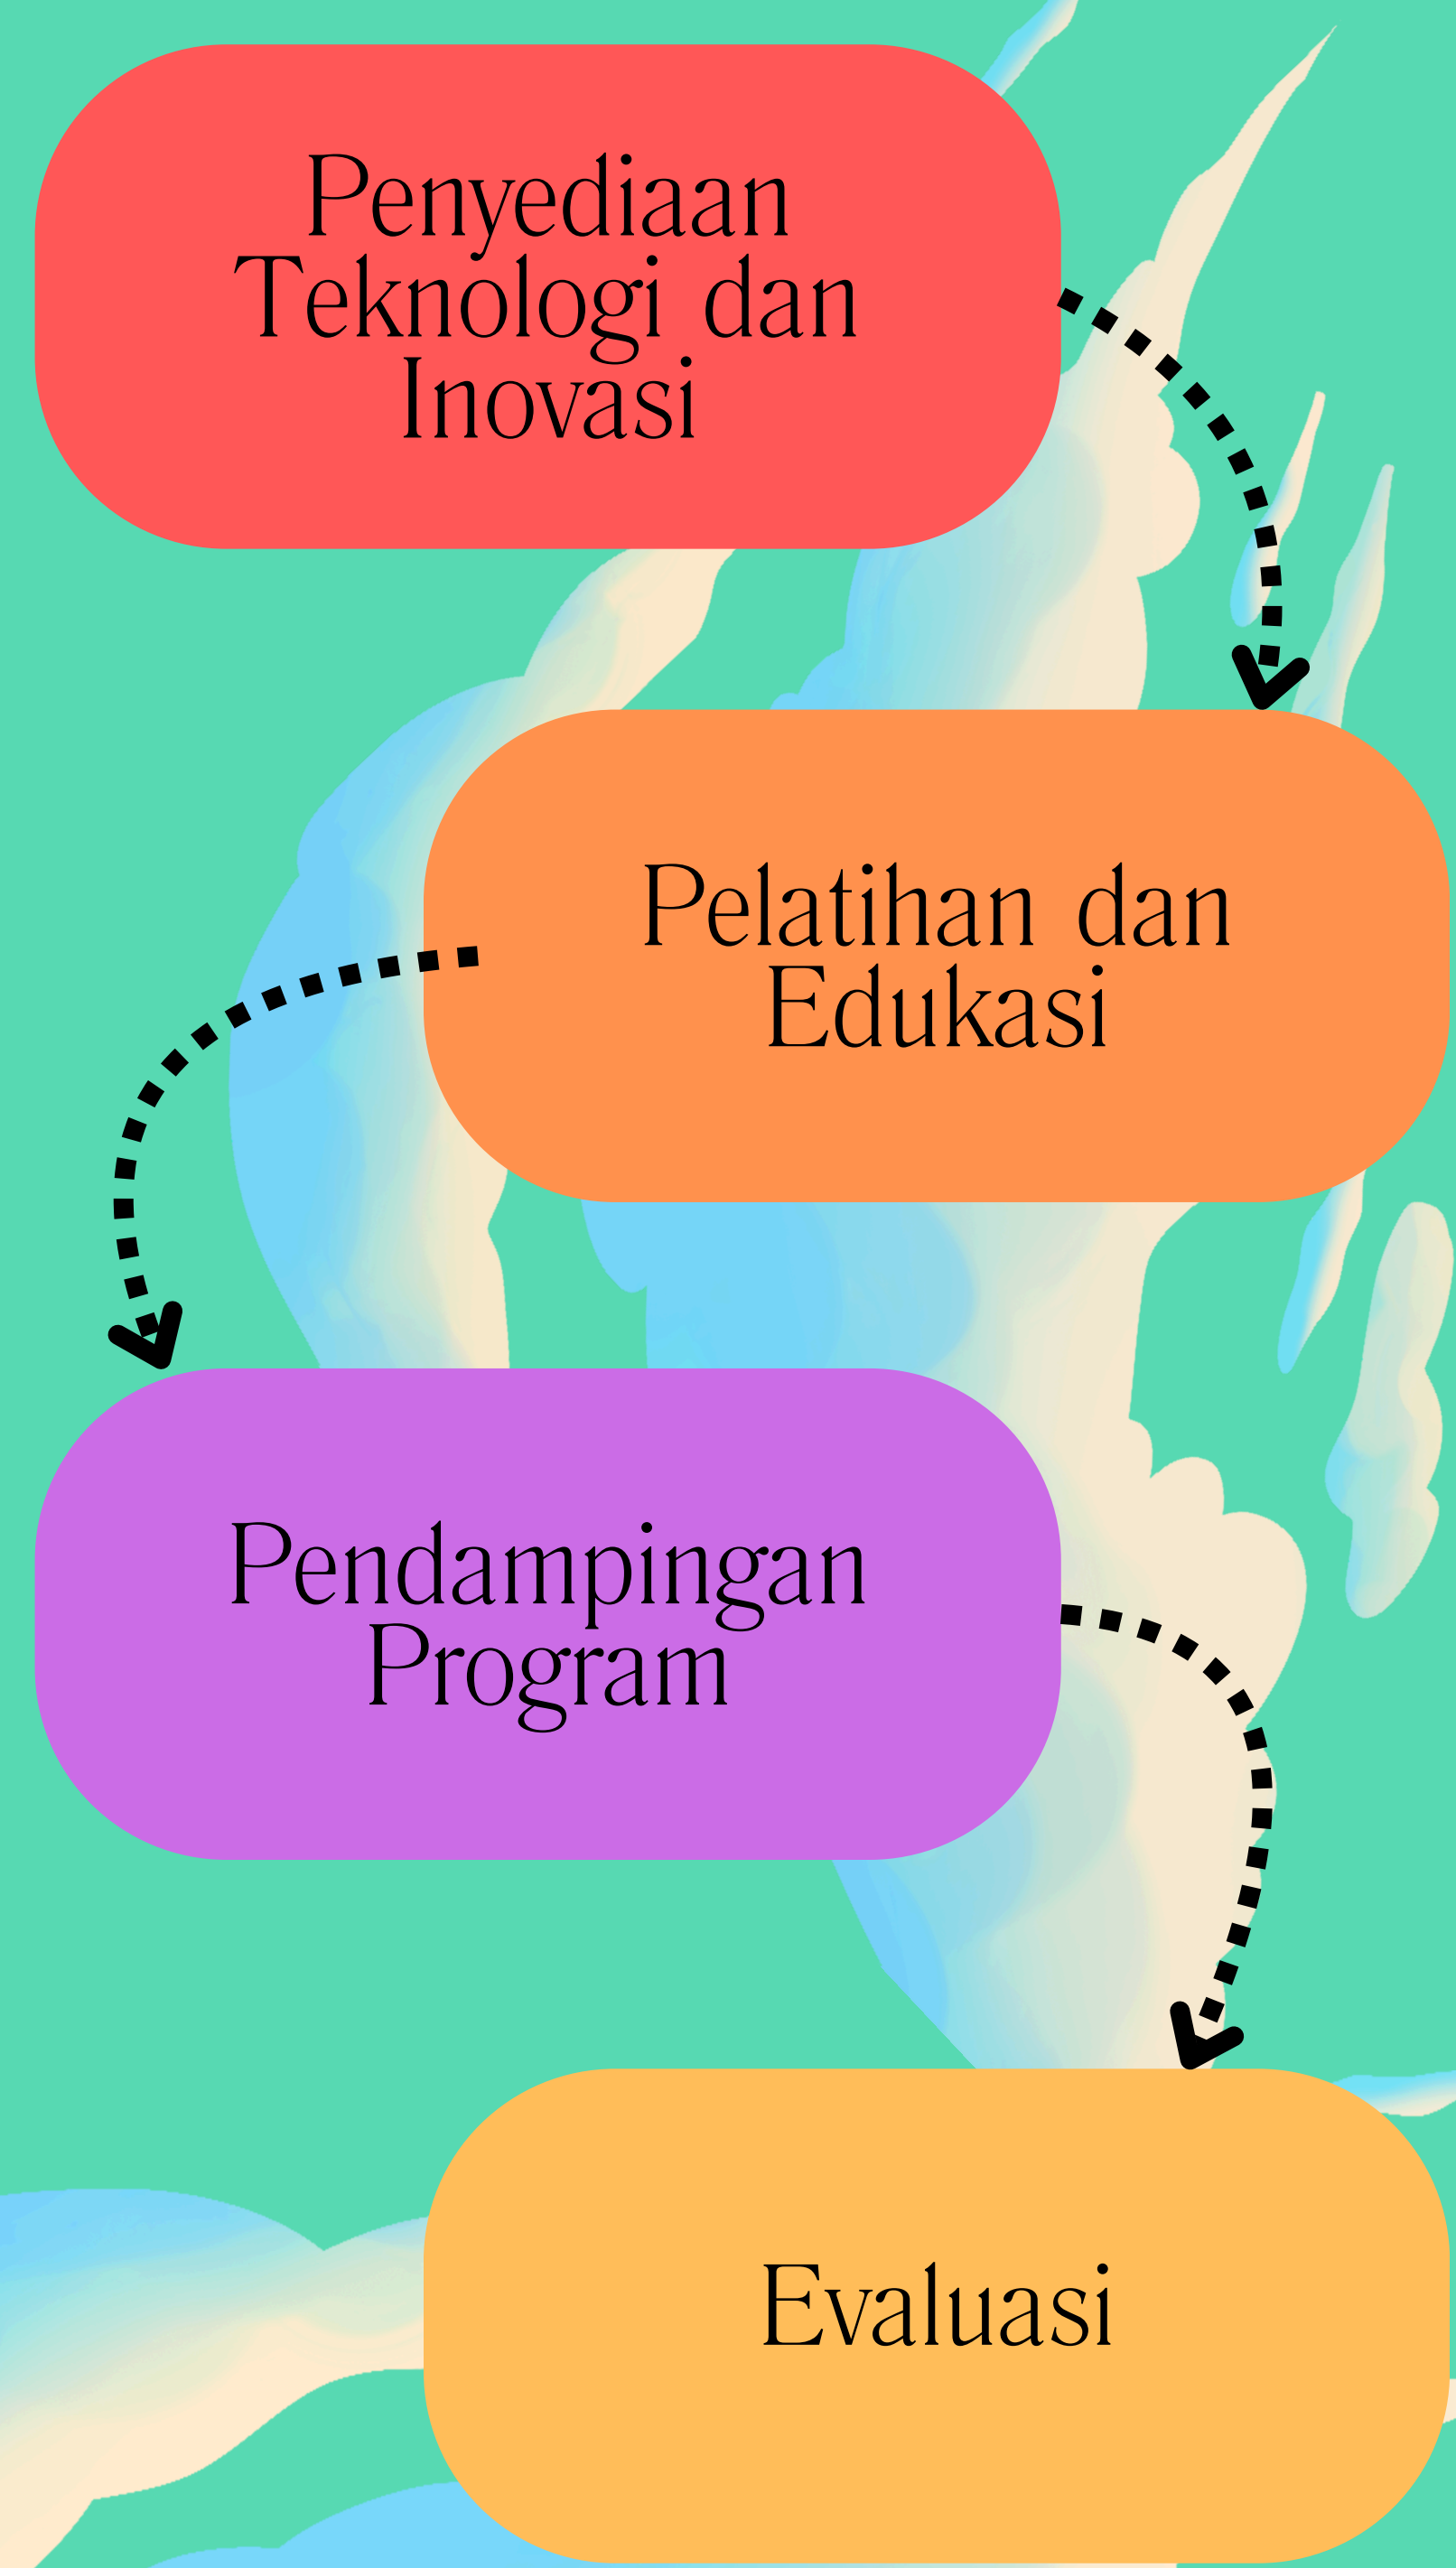 Penyediaan
Teknologi dan
Inovasi
Pelatihan dan
Edukasi
Pendampingan
Program
Evaluasi